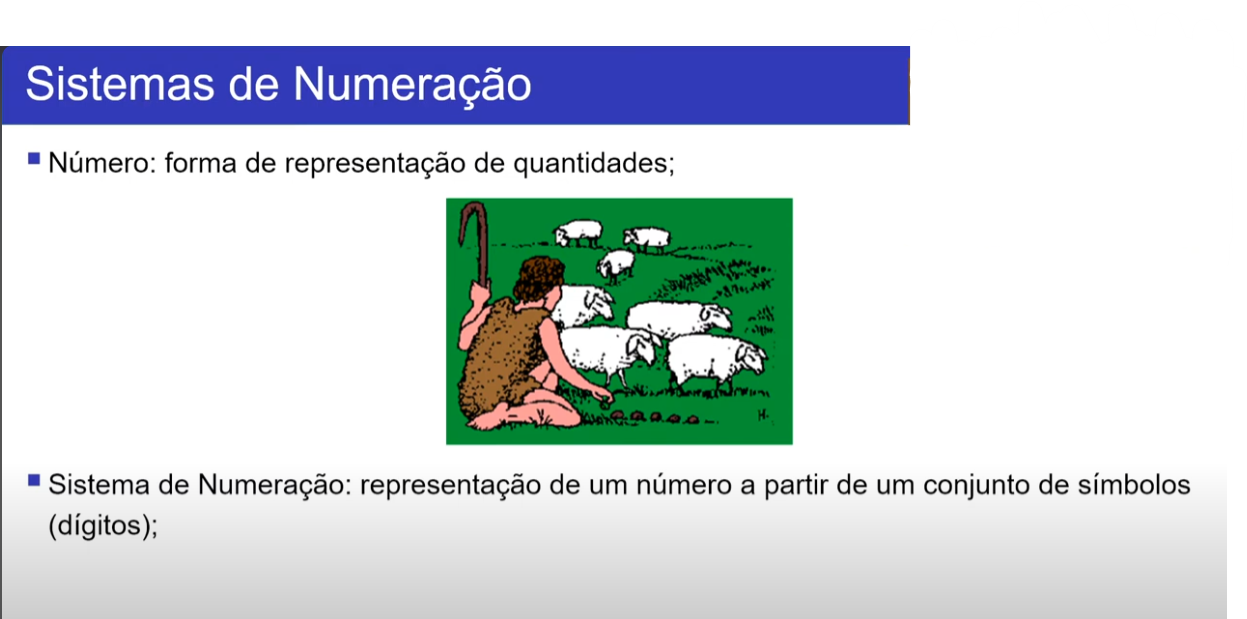 Sistemas de Numeração
Número: forma de representação de quantidades;
H.
Sistema de Numeração: representação de um número a partir de um conjunto de símbolos
(dígitos);